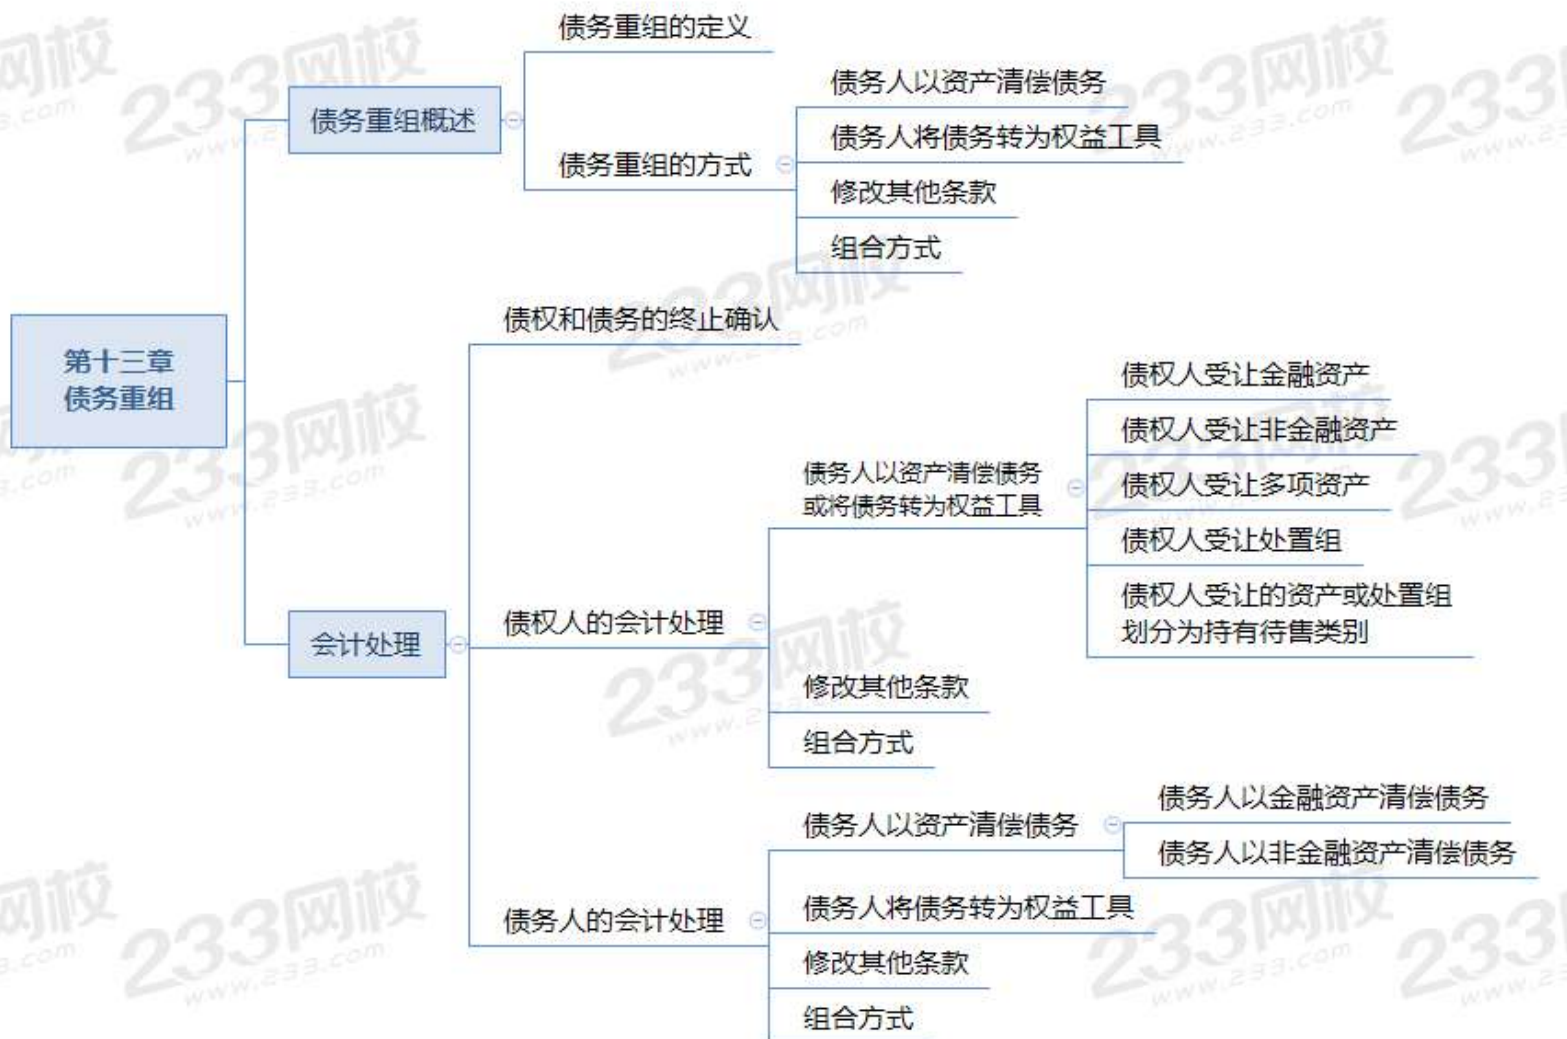 第十三章
债务重组
债务重组概述
债务重组的定义
债务重组的方式
债务人以资产清偿债务
债务人将债务转为权益工具
修改其他条款
组合方式
会计处理
债权和债务的终止确认
债权人的会计处理
债务人以资产清偿债务
或将债务转为权益工具
债权人受让金融资产
债权人受让非金融资产
债权人受让多项资产
债权人受让处置组
债权人受让的资产或处置组
划分为持有待售类别
修改其他条款
组合方式
债务人的会计处理
债务人以资产清偿债务
债务人以金融资产清偿债务
债务人以非金融资产清偿债务
债务人将债务转为权益工具
修改其他条款
组合方式
233网校
www.233.com